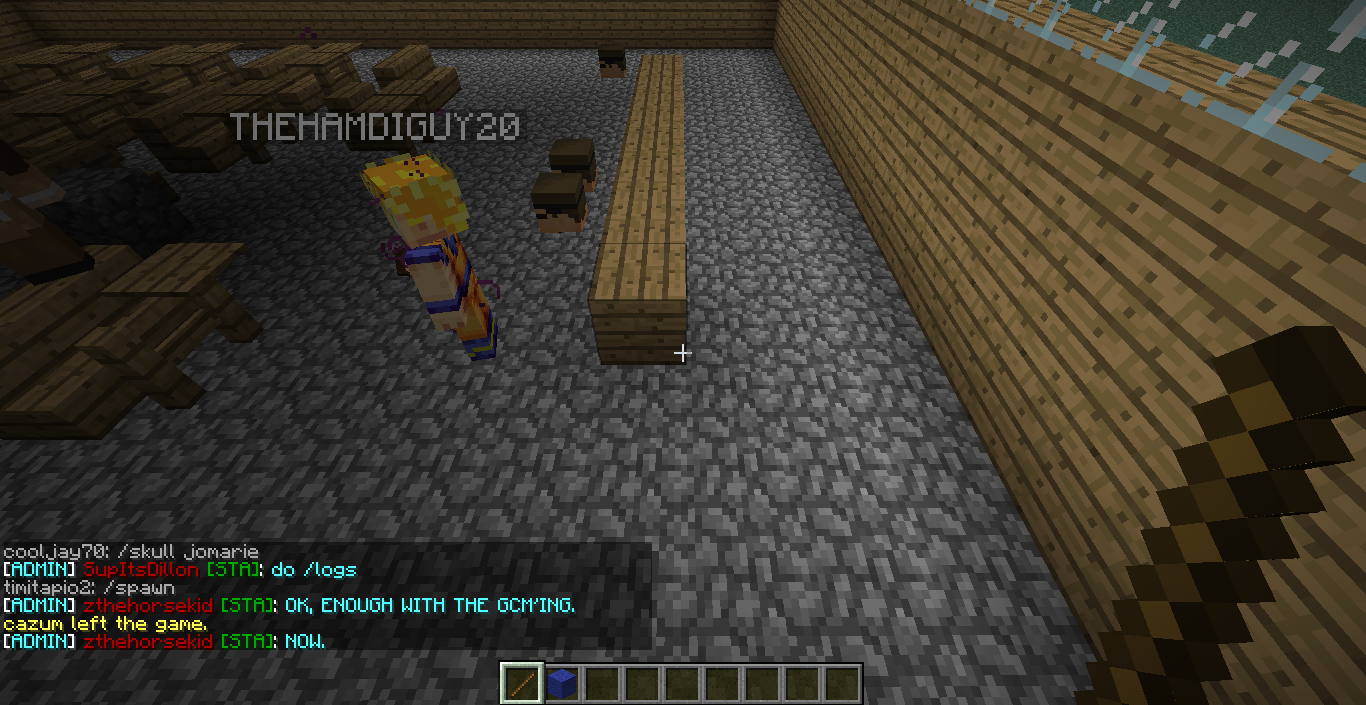 THEHAMDIGUY20
cooljay70: /skull jomarie
[ADMIN] SupItsDillon [STA]: do /logs
timitapio2: /spawn
[ADMIN] zthehorsekid [STA]: OK, ENOUGH WITH THE GCM'ING.
cazum left the game.
[ADMIN] zthehorsekid [STA]: NOW.